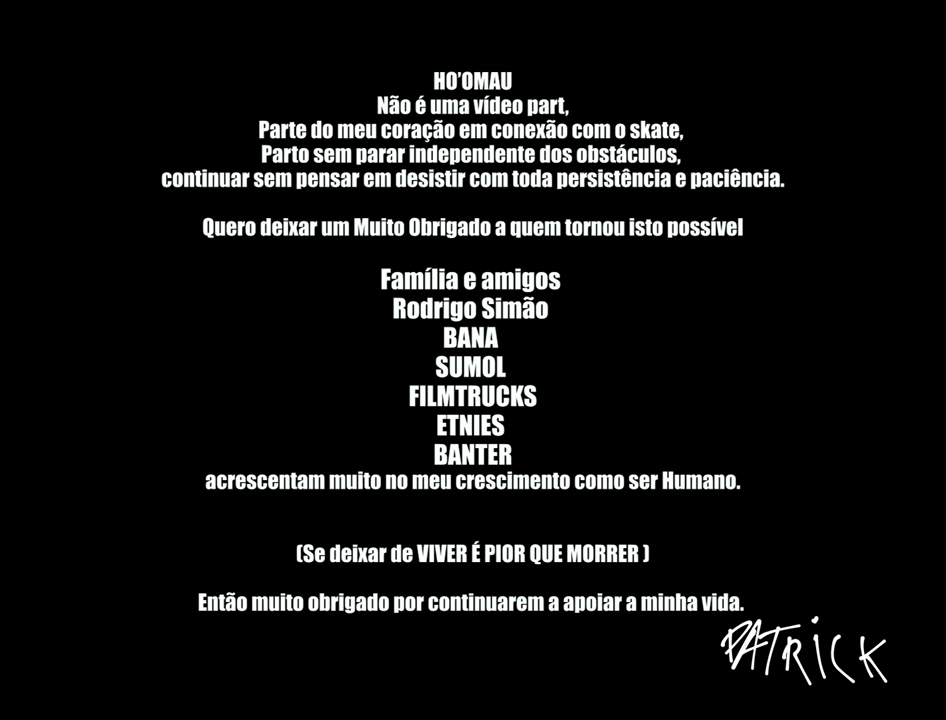 HO’OMAU
Não é uma vídeo part,
Parte do meu coração em conexão com o skate,
Parto sem parar independente dos obstáculos,
continuar sem pensar em desistir com toda persistência e paciência.
Quero deixar um Muito Obrigado a quem tornou isto possível
Família e amigos
Rodrigo Simão
BANA
SUMOL
FILMTRUCKS
ETNIES
BANTER
acrescentam muito no meu crescimento como ser Humano.
(Se deixar de VIVER É PIOR QUE MORRER )
Então muito obrigado por continuarem a apoiar a minha vida.
PATRICK